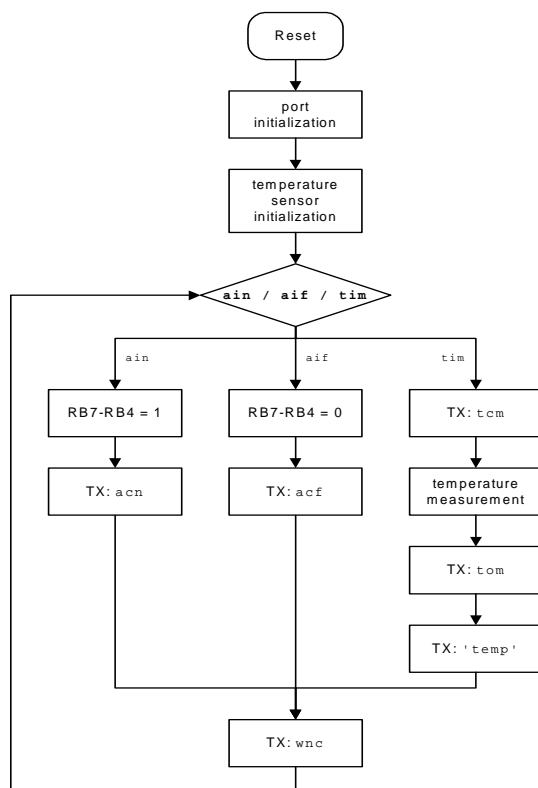 Reset
port
initialization
temperature
sensor
initialization
ain / aif / tim
ain
aif
tim
RB7-RB4 = 1
RB7-RB4 = 0
TX: tcm
TX: acn
TX: acf
temperature
measurement
TX: tom
TX: 'temp'
TX: wnc